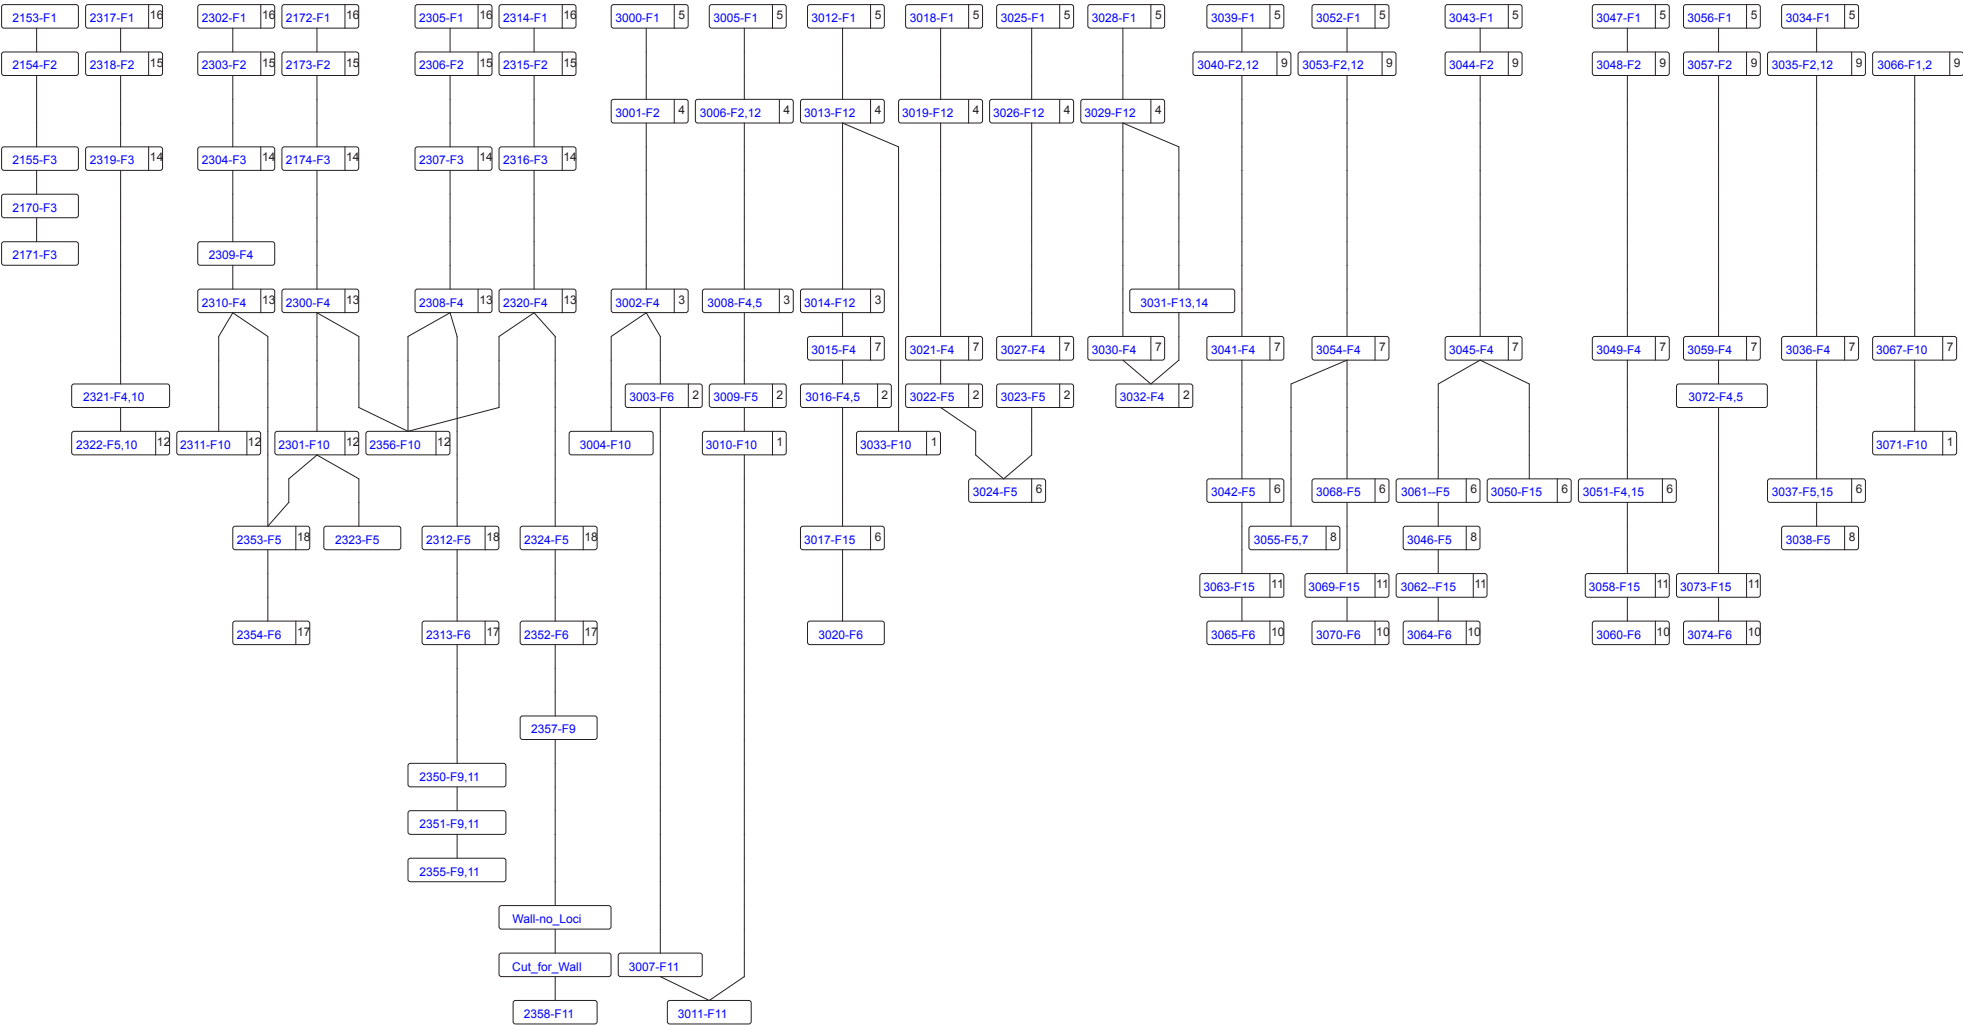 2153-F1 2317-F1 16 2302-F1 16 2172-F1 16 2305-F1 16 2314-F1 16 3000-F1 5 3005-F1 5 3012-F1 5 3018-F1 5 3025-F1 5 3028-F1 5 3039-F1 5 3052-F1 5 3043-F1 5 3047-F1 5 3056-F1 5 3034-F1 5
2154-F2 2318-F2 15 2303-F2 15 2173-F2 15 2306-F2 15 2315-F2 15 3040-F2,12 9 3053-F2,12 9 3044-F2 9 3048-F2 9 3057-F2 9 3035-F2,12 9 3066-F1,2 9
3001-F2 4 3006-F2,12 4 3013-F12 4 3019-F12 4 3026-F12 4 3029-F12 4
2155-F3 2319-F3 14 2304-F3 14 2174-F3 14 2307-F3 14 2316-F3 14
2170-F3
2171-F3 2309-F4
2310-F4 13 2300-F4 13 2308-F4 13 2320-F4 13 3002-F4 3 3008-F4,5 3 3014-F12 3 3031-F13,14
3015-F4 7 3021-F4 7 3027-F4 7 3030-F4 7 3041-F4 7 3054-F4 7 3045-F4 7 3049-F4 7 3059-F4 7 3036-F4 7 3067-F10 7
2321-F4,10 3003-F6 2 3009-F5 2 3016-F4,5 2 3022-F5 2 3023-F5 2 3032-F4 2 3072-F4,5
2322-F5,10 12 2311-F10 12 2301-F10 12 2356-F10 12 3004-F10 3010-F10 1 3033-F10 1 3071-F10 1
3024-F5 6 3042-F5 6 3068-F5 6 3061--F5 6 3050-F15 6 3051-F4,15 6 3037-F5,15 6
2353-F5 18 2323-F5 2312-F5 18 2324-F5 18 3017-F15 6 3055-F5,7 8 3046-F5 8 3038-F5 8
3063-F15 11 3069-F15 11 3062--F15 11 3058-F15 11 3073-F15 11
2354-F6 17 2313-F6 17 2352-F6 17 3020-F6 3065-F6 10 3070-F6 10 3064-F6 10 3060-F6 10 3074-F6 10
2357-F9
2350-F9,11
2351-F9,11
2355-F9,11
Wall-no_Loci
Cut_for_Wall 3007-F11
2358-F11 3011-F11